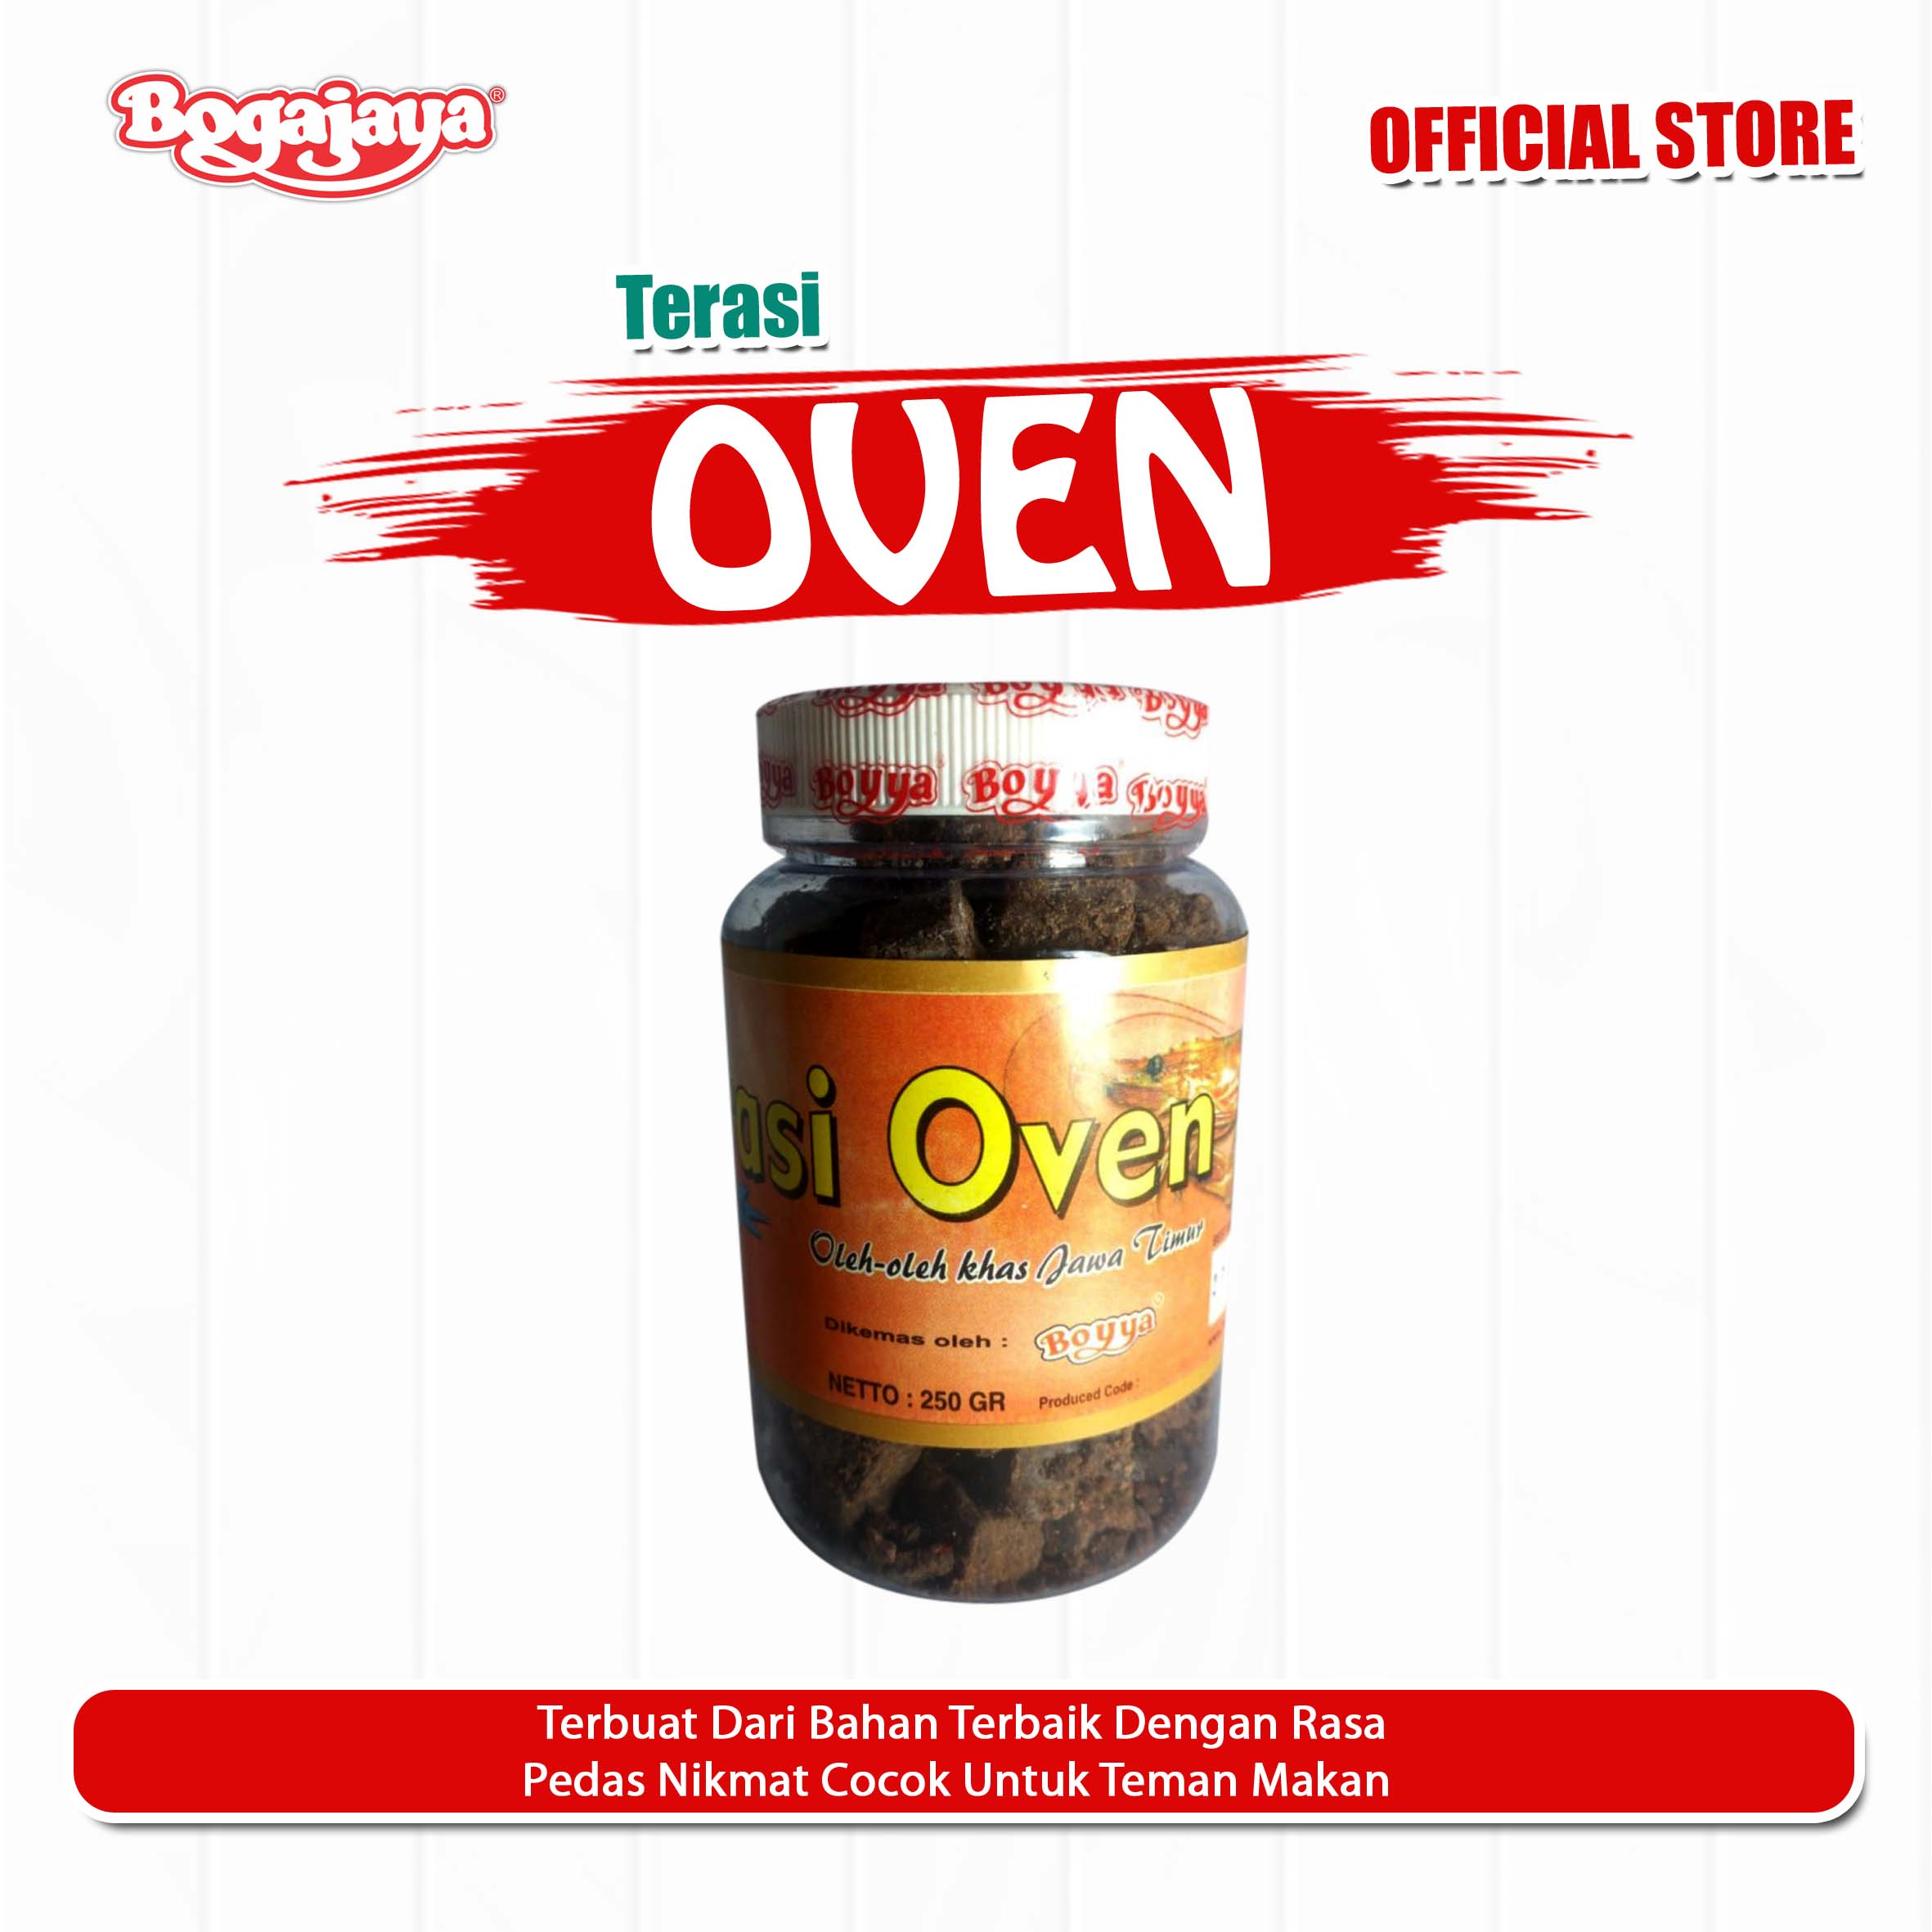 Bogajaya®
OFFICIAL STORE
Terasi
OVEN
Boyya Boyya Boyya
asi Oven
Oleh-oleh khas Jawa Timur
Dikemas oleh : Boyya
NETTO : 250 GR Produced Code :
Terbuat Dari Bahan Terbaik Dengan Rasa
Pedas Nikmat Cocok Untuk Teman Makan